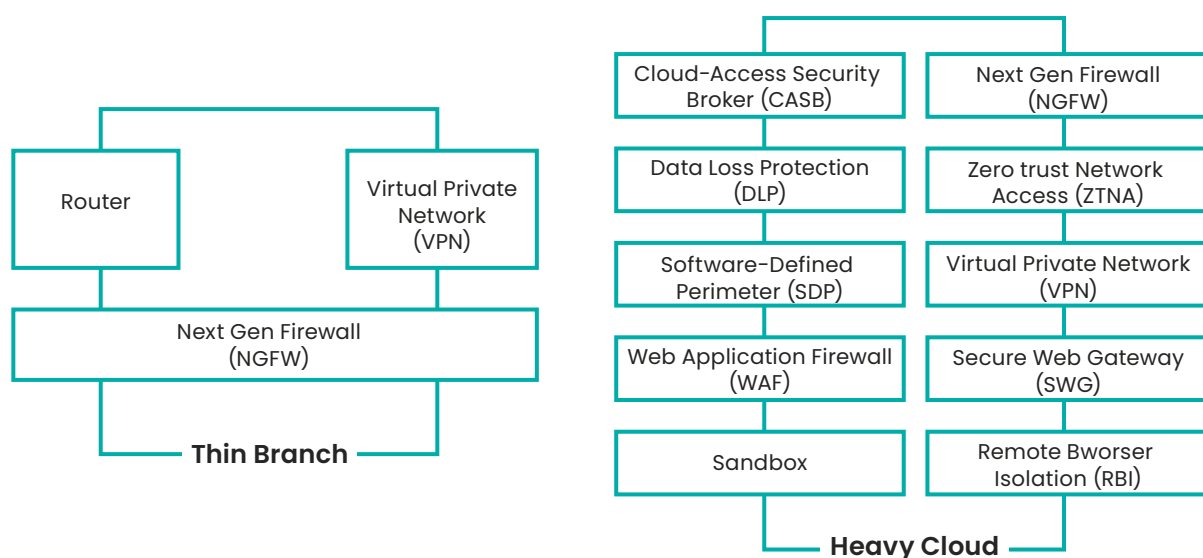 Router
Virtual Private
Network
(VPN)
Next Gen Firewall
(NGFW)
Thin Branch
Cloud-Access Security
Broker (CASB)
Data Loss Protection
(DLP)
Software-Defined
Perimeter (SDP)
Web Application Firewall
(WAF)
Sandbox
Next Gen Firewall
(NGFW)
Zero trust Network
Access (ZTNA)
Virtual Private Network
(VPN)
Secure Web Gateway
(SWG)
Remote Bworser
Isolation (RBI)
Heavy Cloud